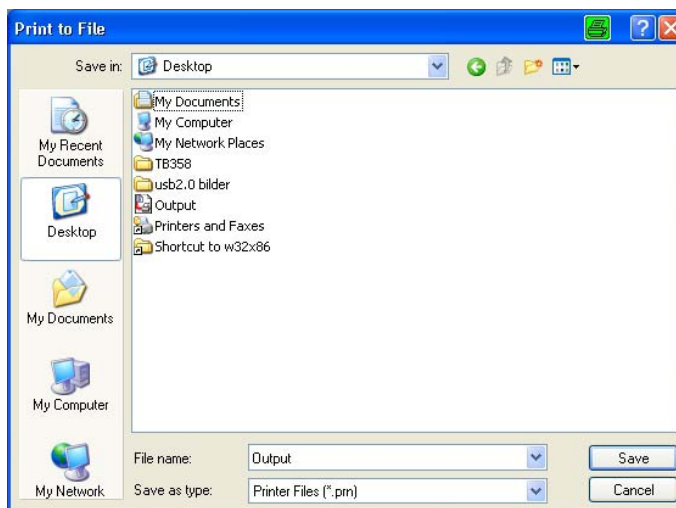 Print to File
Save in:
Desktop
My Recent
Documents
Desktop
My Documents
My Computer
My Network
My Documents
My Computer
My Network Places
TB358
usb2.0 bilder
Output
Printers and Faxes
Shortcut to w32x86
File name:
Output
Save
Save as type:
Printer Files (*.prn)
Cancel